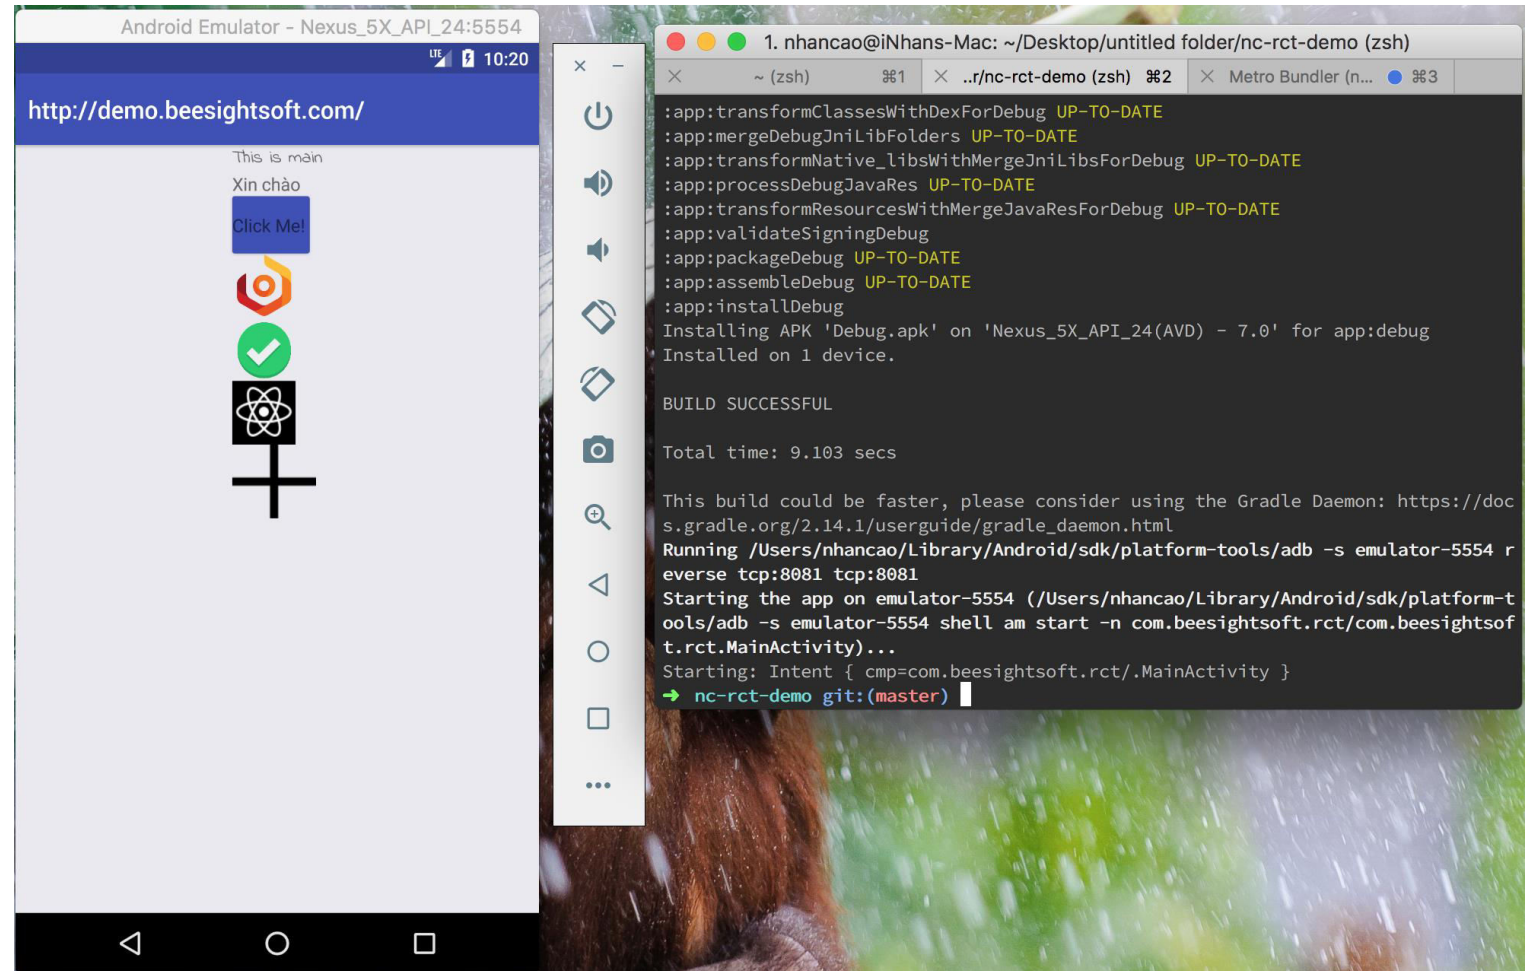 Android Emulator - Nexus_5X_API_24:5554
LTE 10:20
http://demo.beesightsoft.com/
This is main
Xin chào
Click Me!
1. nhancao@iNhans-Mac: ~/Desktop/untitled folder/nc-rct-demo (zsh)
~ (zsh) ⌘1 ..r/nc-rct-demo (zsh) ⌘2 Metro Bundler (n... ⌘3
:app:transformClassesWithDexForDebug UP-TO-DATE
:app:mergeDebugJniLibFolders UP-TO-DATE
:app:transformNative_libsWithMergeJniLibsForDebug UP-TO-DATE
:app:processDebugJavaRes UP-TO-DATE
:app:transformResourcesWithMergeJavaResForDebug UP-TO-DATE
:app:validateSigningDebug
:app:packageDebug UP-TO-DATE
:app:assembleDebug UP-TO-DATE
:app:installDebug
Installing APK 'Debug.apk' on 'Nexus_5X_API_24(AVD) - 7.0' for app:debug
Installed on 1 device.
BUILD SUCCESSFUL
Total time: 9.103 secs
This build could be faster, please consider using the Gradle Daemon: https://doc
s.gradle.org/2.14.1/userguide/gradle_daemon.html
Running /Users/nhancao/Library/Android/sdk/platform-tools/adb -s emulator-5554 r
everse tcp:8081 tcp:8081
Starting the app on emulator-5554 (/Users/nhancao/Library/Android/sdk/platform-t
ools/adb -s emulator-5554 shell am start -n com.beesightsoft.rct/com.beesightsof
t.rct.MainActivity)...
Starting: Intent { cmp=com.beesightsoft.rct/.MainActivity }
➜ nc-rct-demo git:(master)